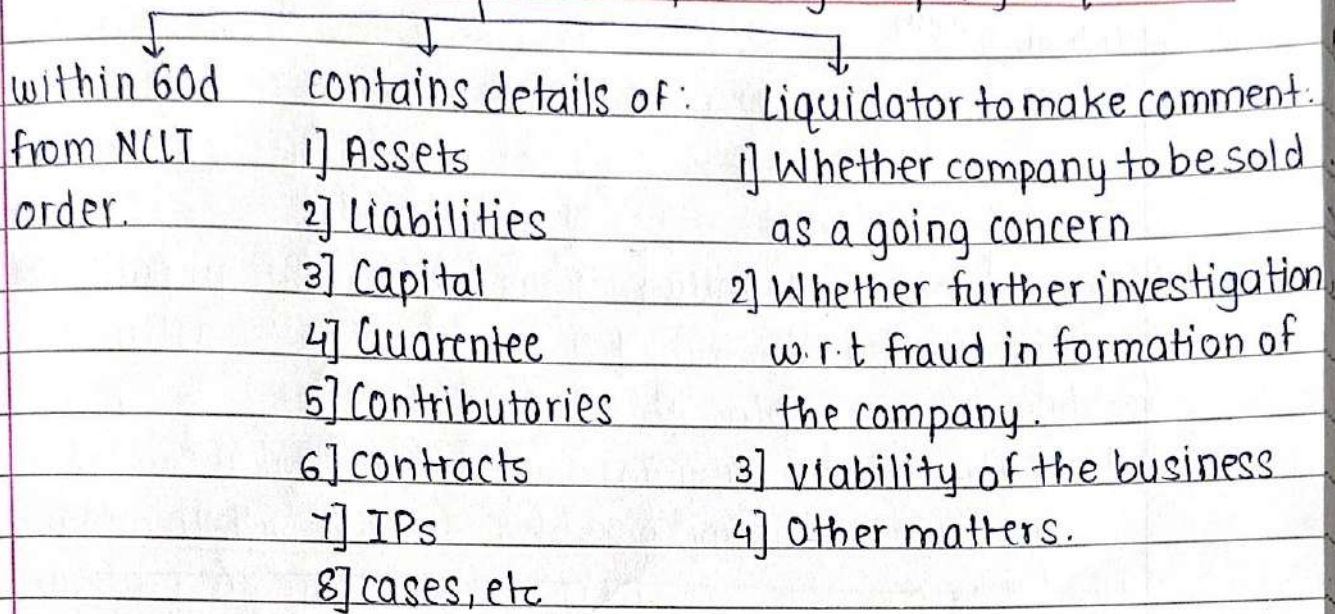 within 60d
from NCLT
order.
contains details of:
1] Assets
2] Liabilities
3] Capital
4] Guarentee
5] Contributories
6] contracts
7] IPs
8] cases, etc
Liquidator to make comment:
1] Whether company to be sold
as a going concern
2] Whether further investigation
w.r.t fraud in formation of
the company.
3] viability of the business
4] Other matters.